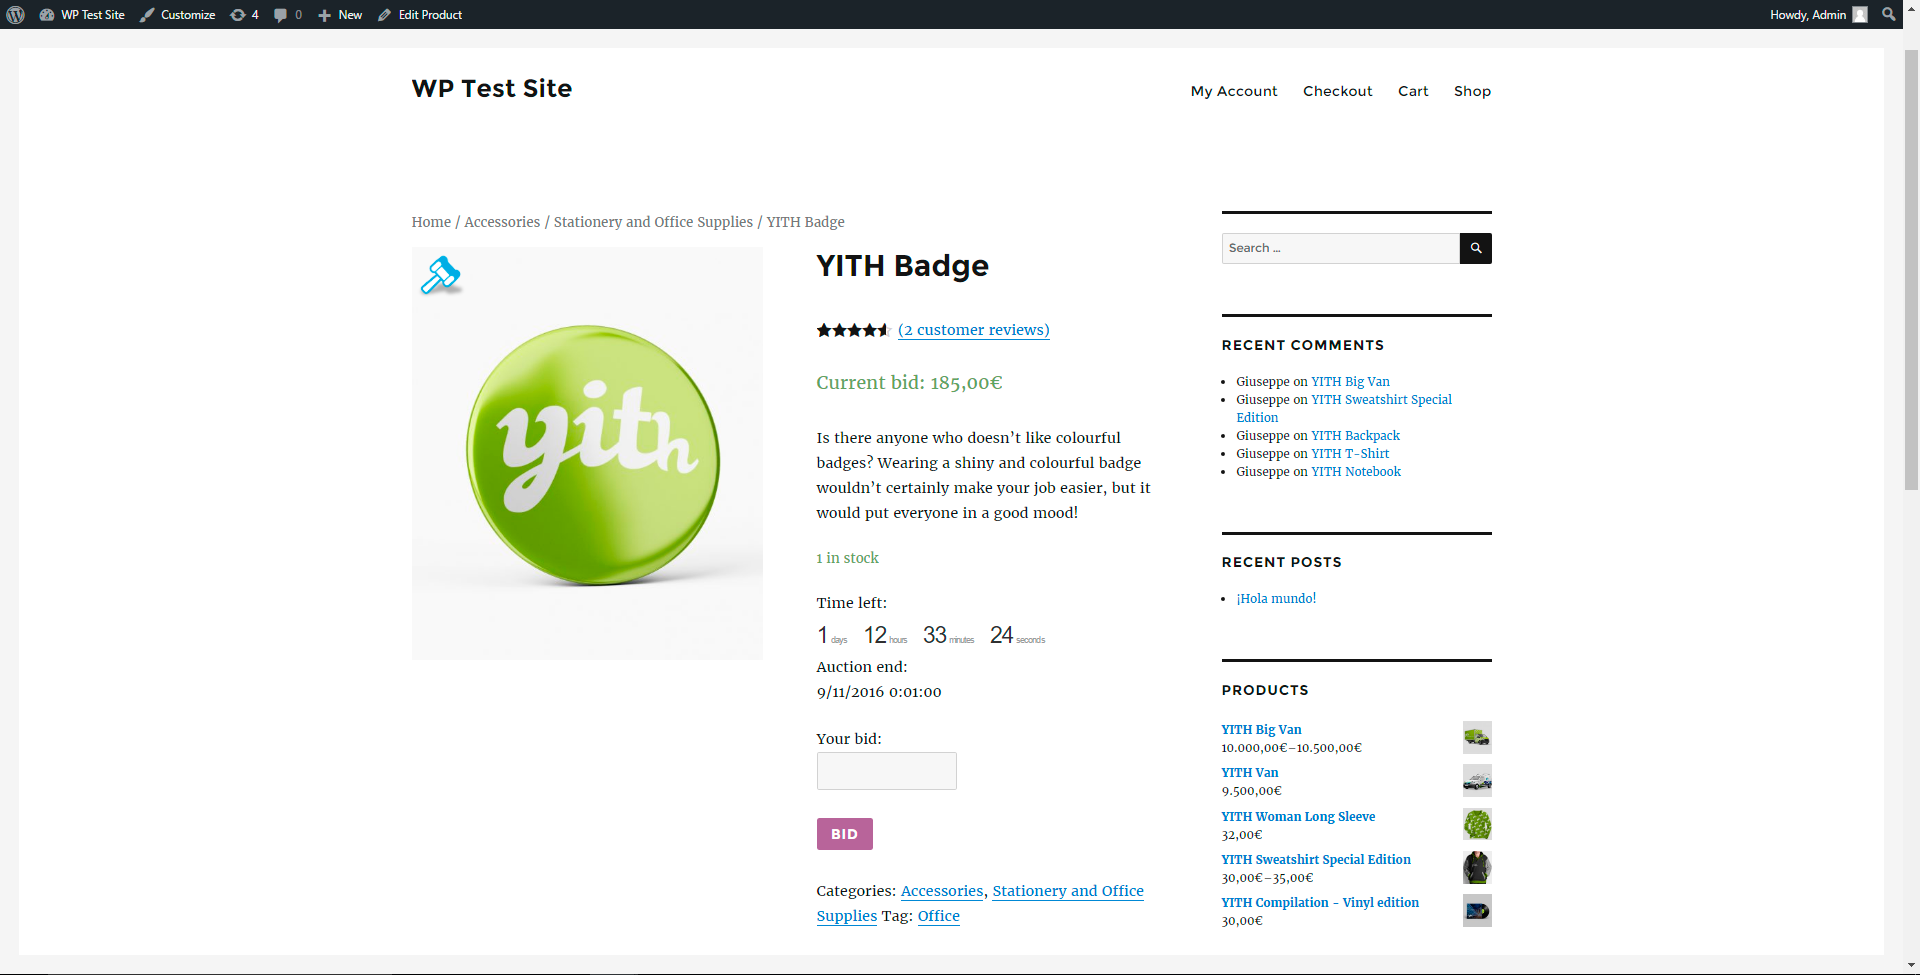 WP Test Site
Customize
4
0
New
Edit Product
Howdy, Admin
WP Test Site
My Account
Checkout
Cart
Shop
Home / Accessories / Stationery and Office Supplies / YITH Badge
yith
YITH Badge
(2 customer reviews)
Current bid: 185,00€
Is there anyone who doesn’t like colourful
badges? Wearing a shiny and colourful badge
wouldn’t certainly make your job easier, but it
would put everyone in a good mood!
1 in stock
Time left:
1 days 12 hours 33 minutes 24 seconds
Auction end:
9/11/2016 0:01:00
Your bid:
BID
Categories: Accessories, Stationery and Office
Supplies Tag: Office
Search …
RECENT COMMENTS
Giuseppe on YITH Big Van
Giuseppe on YITH Sweatshirt Special
Edition
Giuseppe on YITH Backpack
Giuseppe on YITH T-Shirt
Giuseppe on YITH Notebook
RECENT POSTS
¡Hola mundo!
PRODUCTS
YITH Big Van
10.000,00€–10.500,00€
YITH Van
9.500,00€
YITH Woman Long Sleeve
32,00€
YITH Sweatshirt Special Edition
30,00€–35,00€
YITH Compilation - Vinyl edition
30,00€